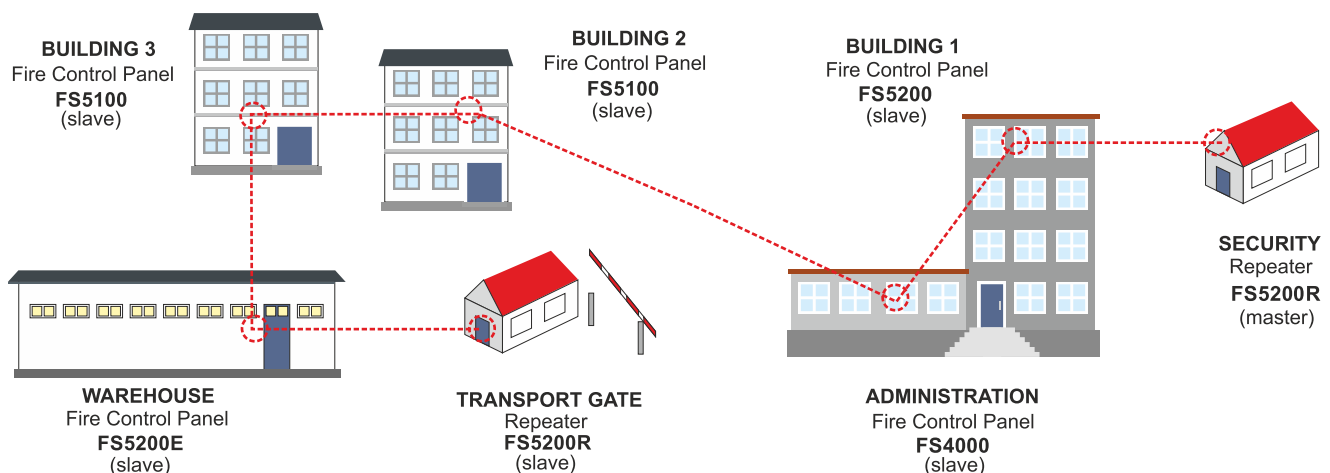 BUILDING 3
Fire Control Panel
FS5100
(slave)
BUILDING 2
Fire Control Panel
FS5100
(slave)
BUILDING 1
Fire Control Panel
FS5200
(slave)
SECURITY
Repeater
FS5200R
(master)
WAREHOUSE
Fire Control Panel
FS5200E
(slave)
TRANSPORT GATE
Repeater
FS5200R
(slave)
ADMINISTRATION
Fire Control Panel
FS4000
(slave)